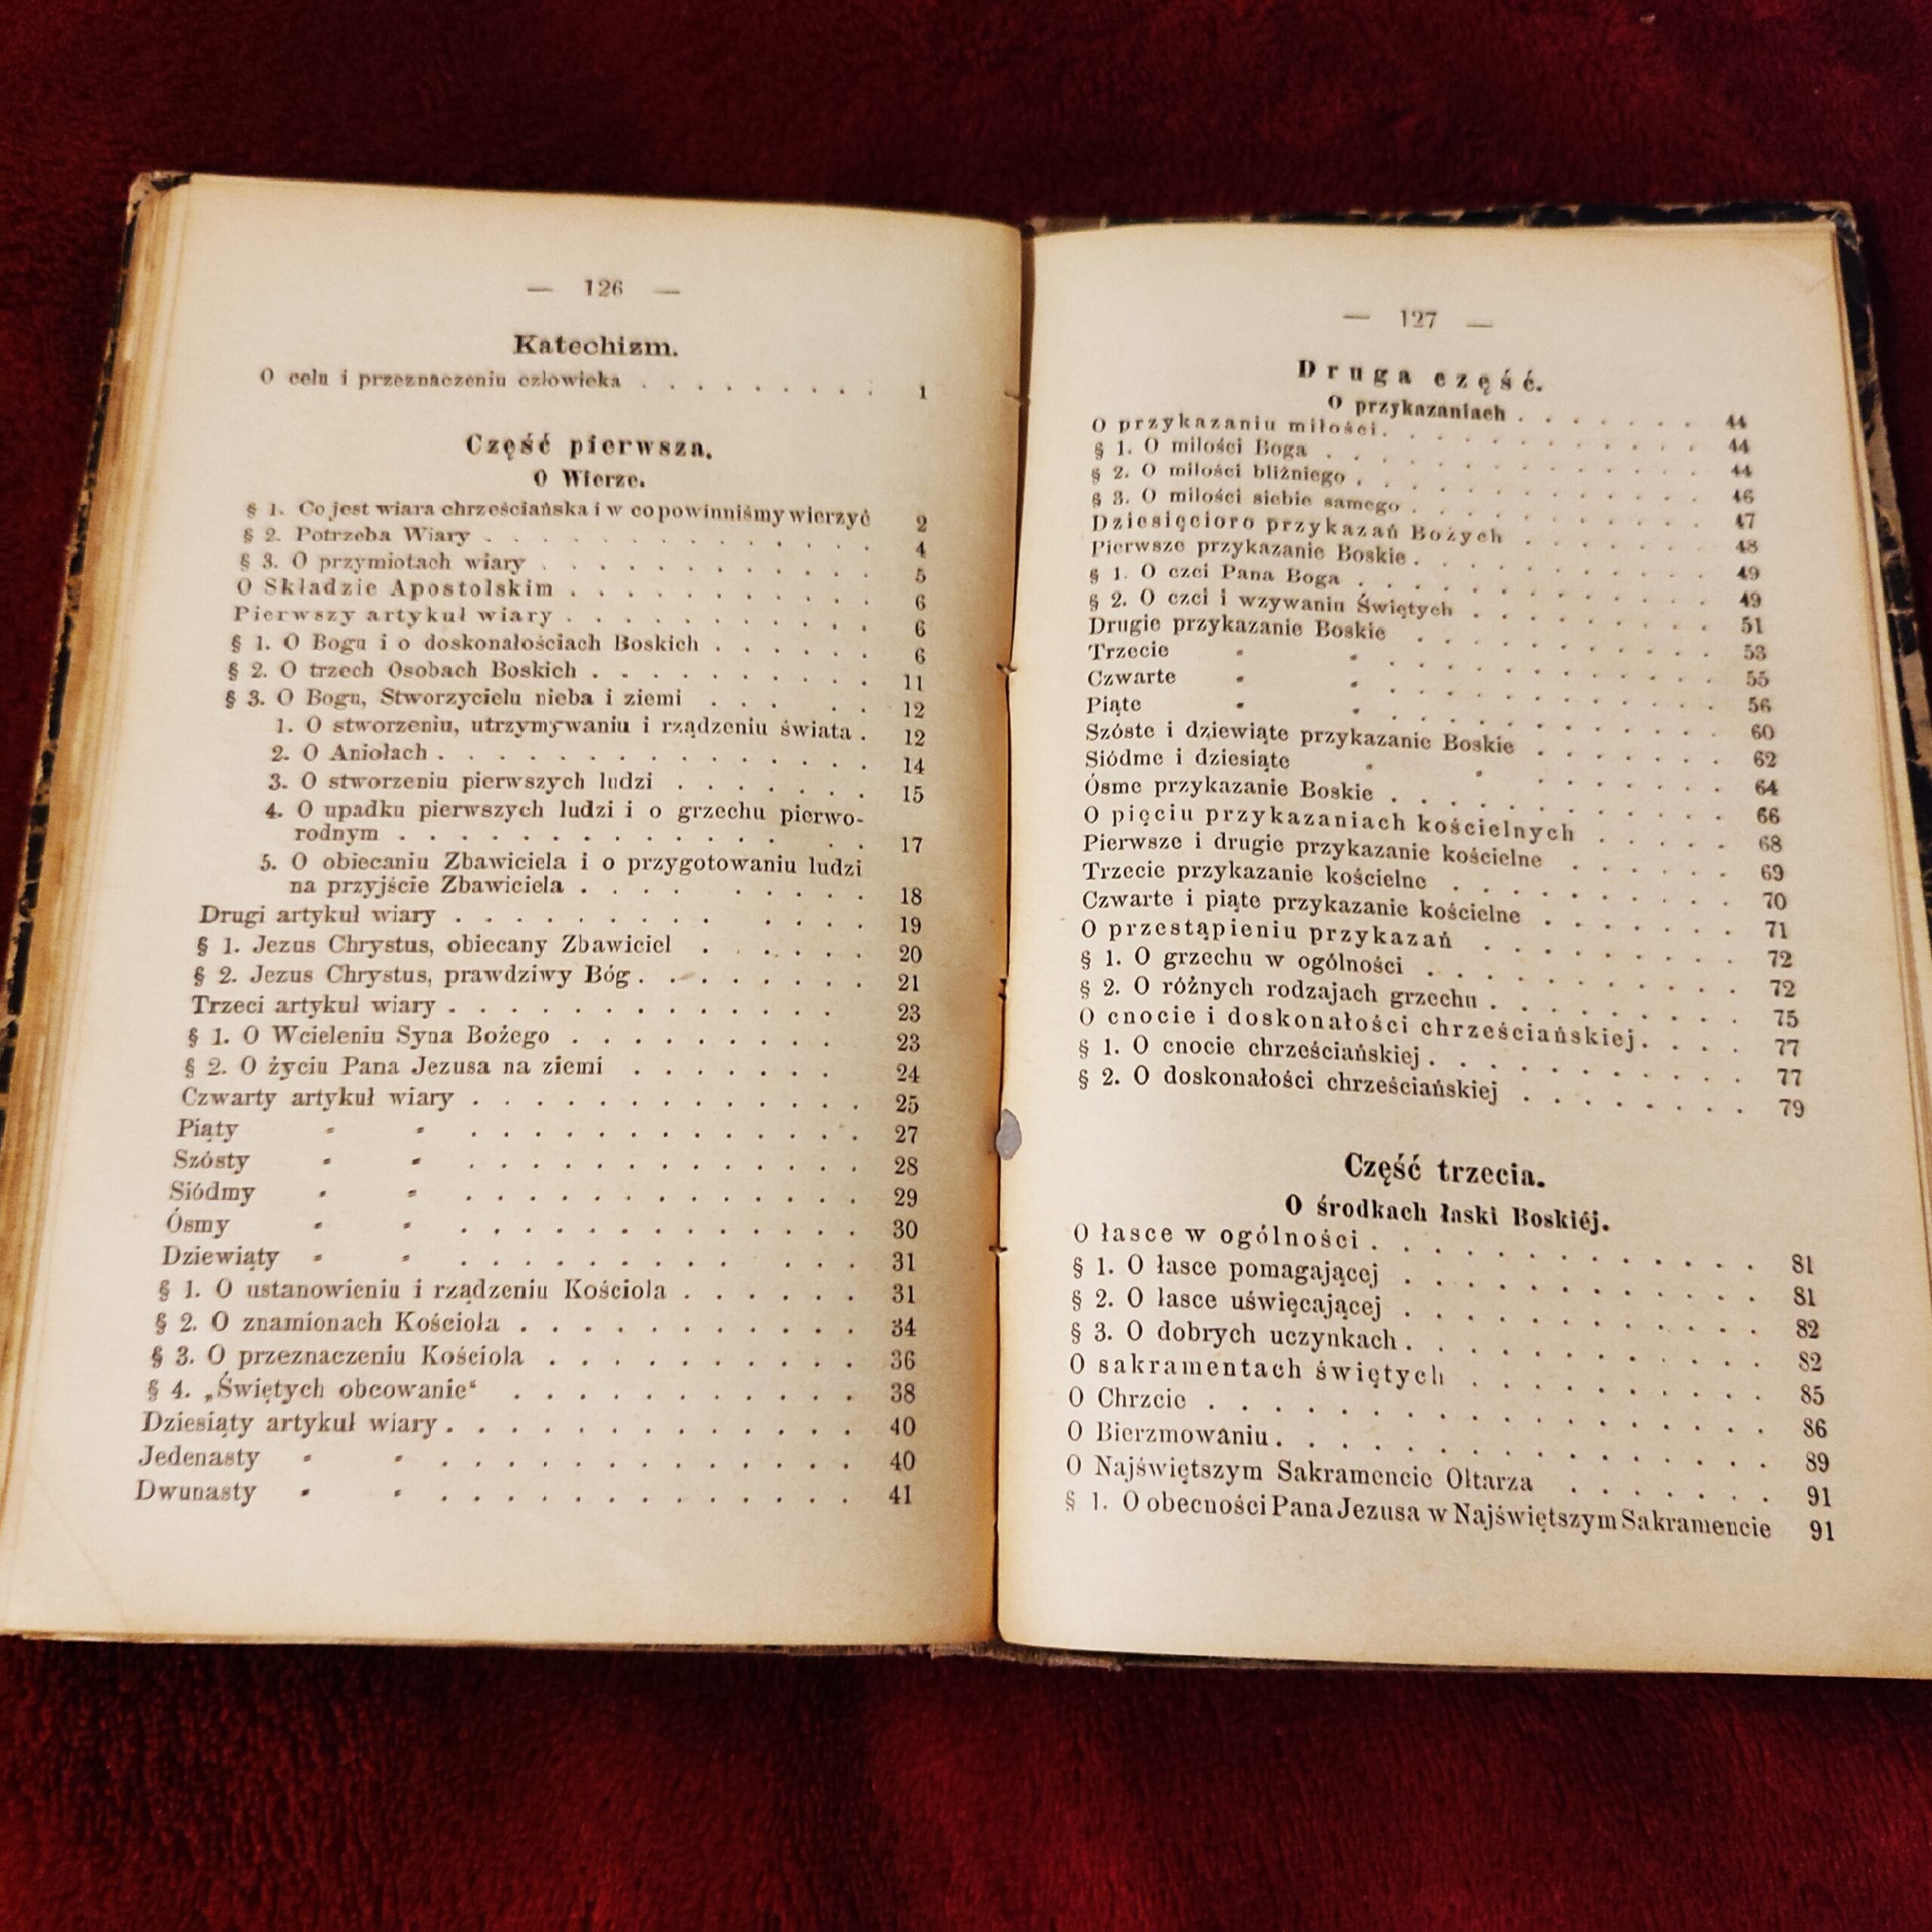 — 126 —
Katechizm.
O celu i przeznaczeniu człowieka . . . . . . . . . 1
Część pierwsza.
O Wierze.
§ 1. Co jest wiara chrześciańska i w co powinniśmy wierzyć 2
§ 2. Potrzeba Wiary . . . . . . . . . . . . . 4
§ 3. O przymiotach wiary . . . . . . . . . . . 5
O Składzie Apostolskim . . . . . . . . . . . 6
Pierwszy artykuł wiary . . . . . . . . . . . 6
§ 1. O Bogu i o doskonałościach Boskich . . . . . . 6
§ 2. O trzech Osobach Boskich . . . . . . . . . . 11
§ 3. O Bogu, Stworzycielu nieba i ziemi . . . . . 12
1. O stworzeniu, utrzymywaniu i rządzeniu świata . 12
2. O Aniołach . . . . . . . . . . . . . . 14
3. O stworzeniu pierwszych ludzi . . . . . . . 15
4. O upadku pierwszych ludzi i o grzechu pierwo-
rodnym . . . . . . . . . . . . . . . 17
5. O obiecaniu Zbawiciela i o przygotowaniu ludzi
na przyjście Zbawiciela . . . . . . . . . 18
Drugi artykuł wiary . . . . . . . . . . . . . 19
§ 1. Jezus Chrystus, obiecany Zbawiciel . . . . . . 20
§ 2. Jezus Chrystus, prawdziwy Bóg . . . . . . . . 21
Trzeci artykuł wiary . . . . . . . . . . . . . 23
§ 1. O Wcieleniu Syna Bożego . . . . . . . . . 23
§ 2. O życiu Pana Jezusa na ziemi . . . . . . . 24
Czwarty artykuł wiary . . . . . . . . . . . . . 25
Piąty " " . . . . . . . . . . . . . 27
Szósty " " . . . . . . . . . . . . . 28
Siódmy " " . . . . . . . . . . . . . 29
Ósmy " " . . . . . . . . . . . . . 30
Dziewiąty " " . . . . . . . . . . . . 31
§ 1. O ustanowieniu i rządzeniu Kościoła . . . . . . 31
§ 2. O znamionach Kościoła . . . . . . . . . . . 34
§ 3. O przeznaczeniu Kościoła . . . . . . . . . . 36
§ 4. „Świętych obcowanie“ . . . . . . . . . . . 38
Dziesiąty artykuł wiary . . . . . . . . . . . . . 40
Jedenasty " " . . . . . . . . . . . . . 40
Dwunasty " " . . . . . . . . . . . . . 41
— 127 —
Druga część.
O przykazaniach . . . . . . . 44
O przykazaniu miłości . . . . . . . . . . . 44
§ 1. O miłości Boga . . . . . . . . . . . . . 44
§ 2. O miłości bliźniego . . . . . . . . . . . . 46
§ 3. O miłości siebie samego . . . . . . . . . . . 47
Dziesięcioro przykazań Bożych . . . . . . . 48
Pierwsze przykazanie Boskie . . . . . . . . . . . 49
§ 1. O czci Pana Boga . . . . . . . . . . . . . 49
§ 2. O czci i wzywaniu Świętych . . . . . . . . . 51
Drugie przykazanie Boskie . . . . . . . . . . . 53
Trzecie " " . . . . . . . . . . . . 55
Czwarte " " . . . . . . . . . . . . 56
Piąte " " . . . . . . . . . . . . 60
Szóste i dziewiąte przykazanie Boskie . . . . . . . 62
Siódme i dziesiąte " " . . . . . . . 64
Ósme przykazanie Boskie . . . . . . . . . . . . 66
O pięciu przykazaniach kościelnych . . . . . 68
Pierwsze i drugie przykazanie kościelne . . . . . . 69
Trzecie przykazanie kościelne . . . . . . . . . . 70
Czwarte i piąte przykazanie kościelne . . . . . . . 71
O przestąpieniu przykazań . . . . . . . . . 72
§ 1. O grzechu w ogólności . . . . . . . . . . . 72
§ 2. O różnych rodzajach grzechu . . . . . . . . . 75
O cnocie i doskonałości chrześciańskiej . . . . 77
§ 1. O cnocie chrześciańskiej . . . . . . . . . . . 77
§ 2. O doskonałości chrześciańskiej . . . . . . . . 79
Część trzecia.
O środkach łaski Boskiéj.
O łasce w ogólności . . . . . . . . . . . . . 81
§ 1. O łasce pomagającej . . . . . . . . . . . . 81
§ 2. O łasce uświęcającej . . . . . . . . . . . . 82
§ 3. O dobrych uczynkach . . . . . . . . . . . . 82
O sakramentach świętych . . . . . . . . . . 85
O Chrzcie . . . . . . . . . . . . . . . . . 86
O Bierzmowaniu . . . . . . . . . . . . . . . 89
O Najświętszym Sakramencie Ołtarza . . . . . . . 91
§ 1. O obecności Pana Jezusa w Najświętszym Sakramencie 91